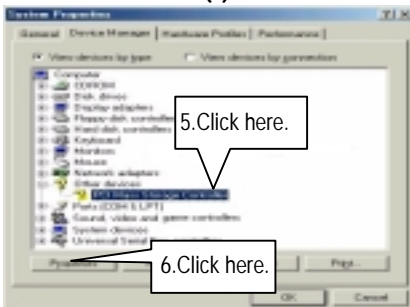 System Properties
General Device Manager Hardware Profiles Performance
View devices by type View devices by connection
Computer
CDROM
Disk drives
Display adapters
Floppy disk controllers
Hard disk controllers
Keyboard
Monitors
Mouse
Network adapters
Other devices
PCI Mass Storage Controller
Ports (COM & LPT)
Sound, video and game controllers
System devices
Universal Serial
5.Click here.
Properties
Print...
6.Click here.
OK Cancel